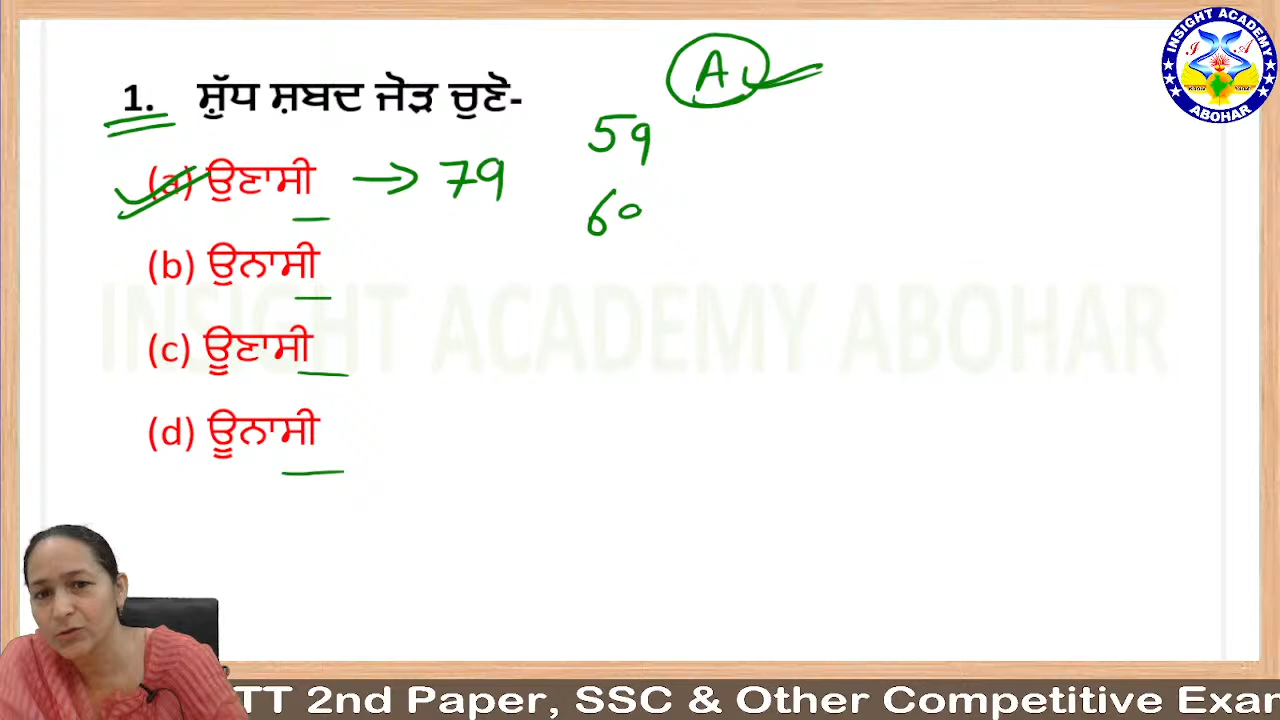 INSIGHT ACADEMY
I A
ABOHAR
A
1. ਸ਼ੁੱਧ ਸ਼ਬਦ ਜੋੜ ਚੁਣੋ-
59
(a) ਉਣਾਸੀ → 79
60
(b) ਉਨਾਸੀ
INSIGHT ACADEMY ABOHAR
(c) ਊਣਾਸੀ
(d) ਊਨਾਸੀ
TT 2nd Paper, SSC & Other Competitive Exar